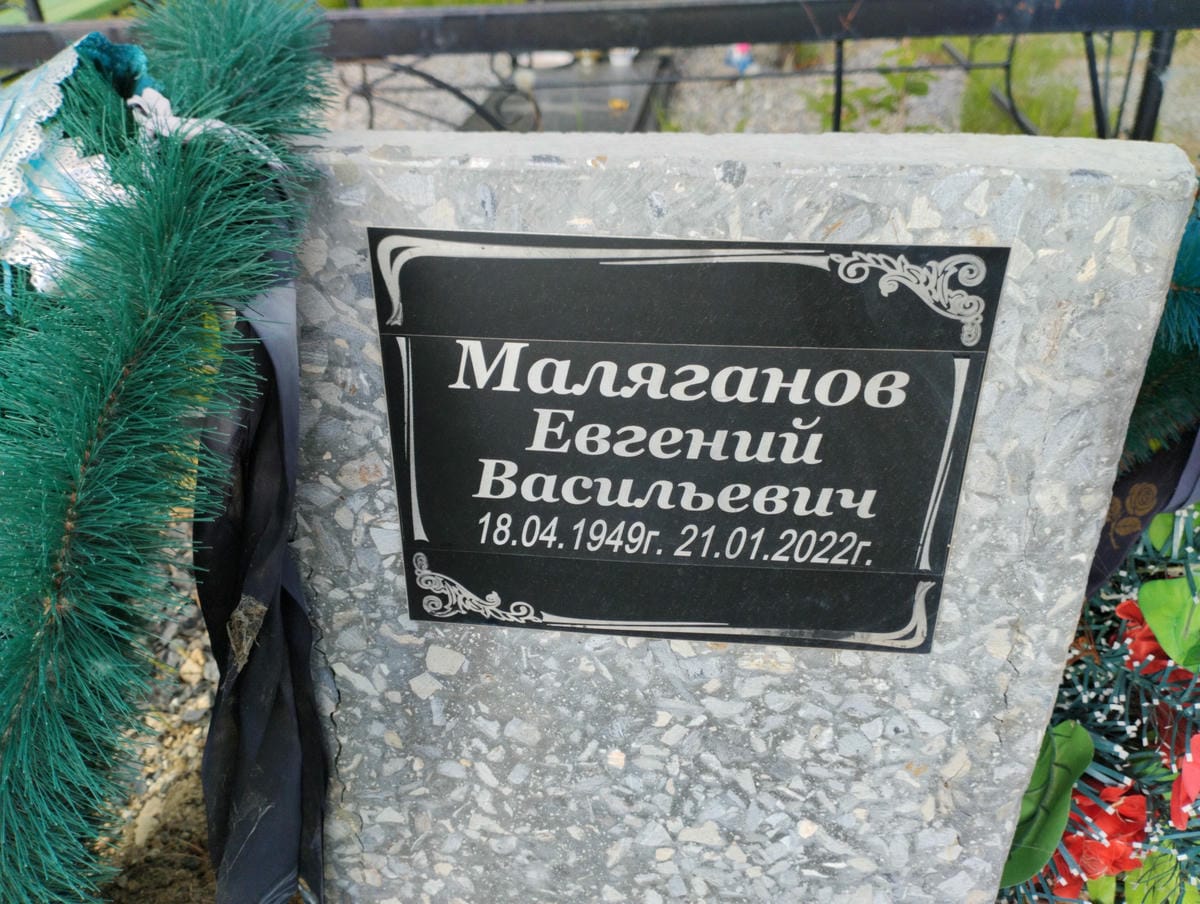 Маляганов
Евгений
Васильевич
18.04.1949г. 21.01.2022г.